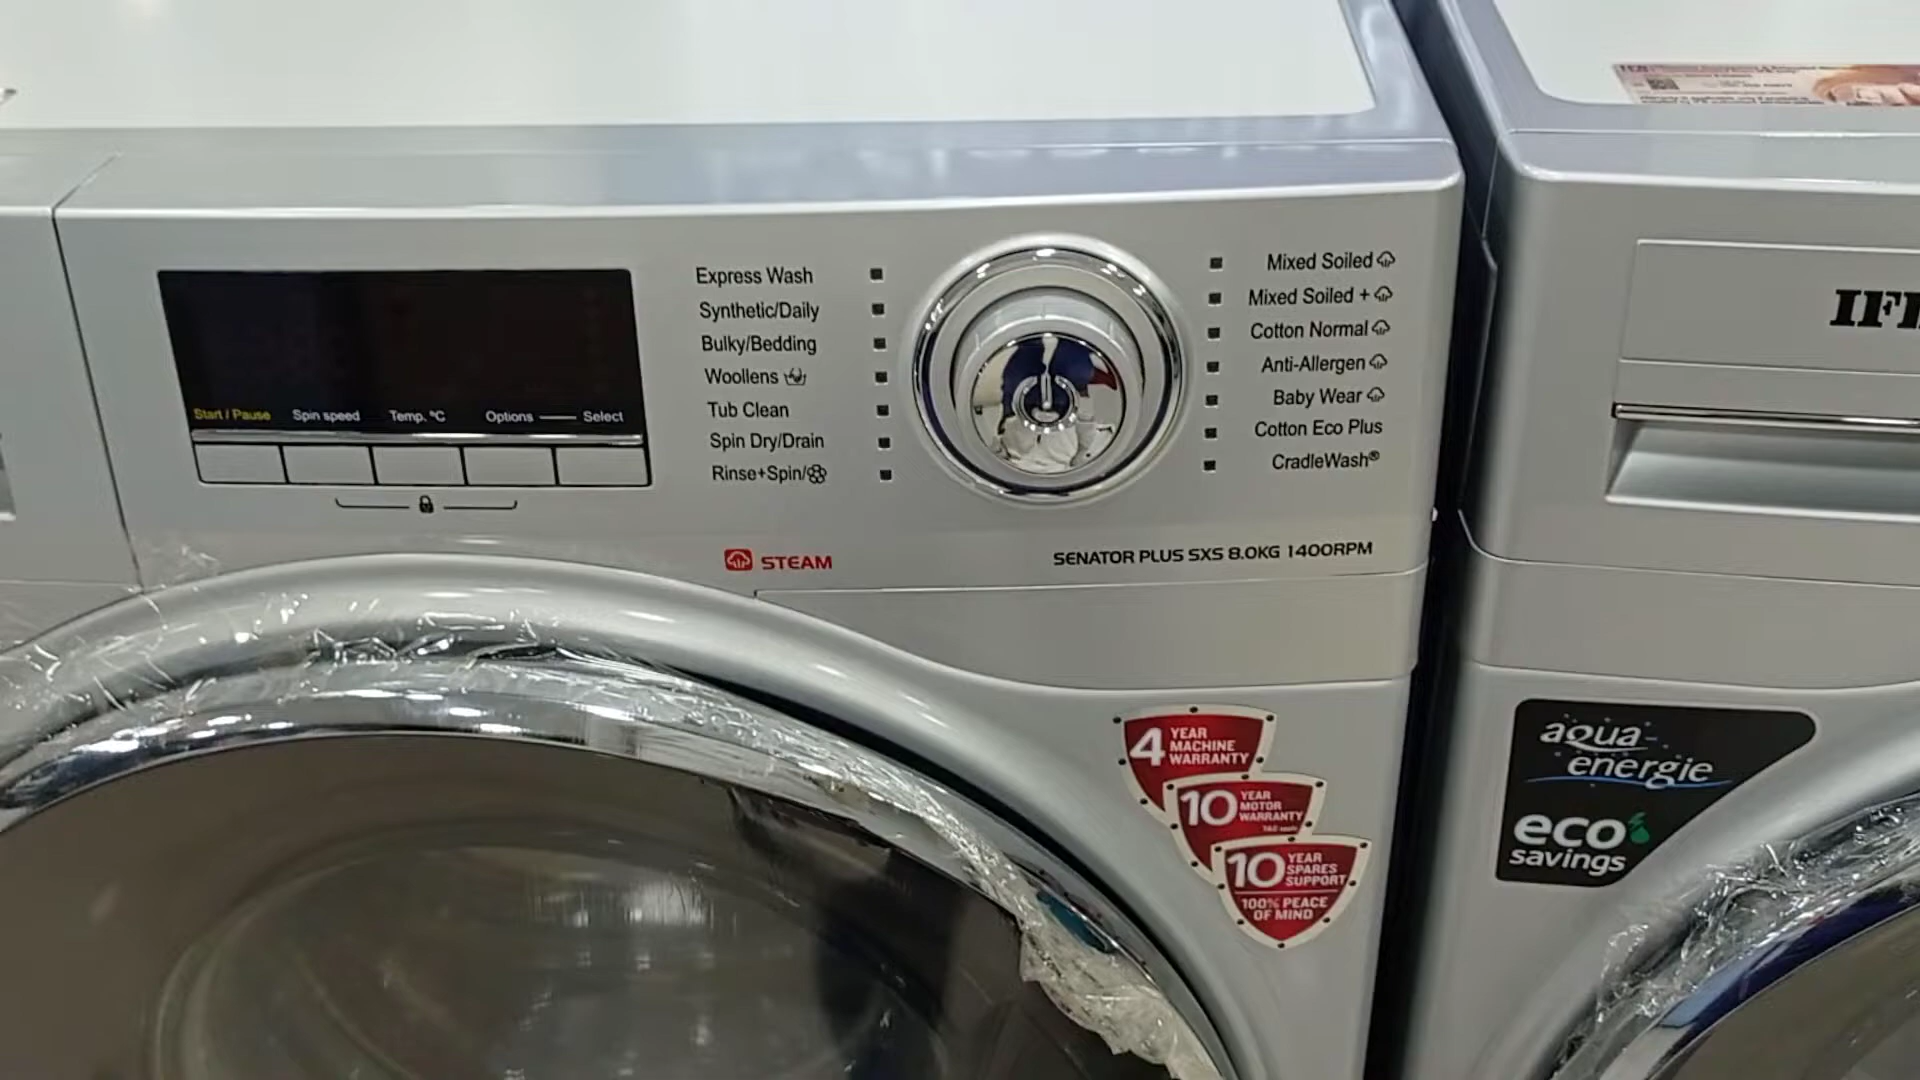 Start / Pause
Spin speed
Temp. °C
Options
Select
Express Wash
Synthetic/Daily
Bulky/Bedding
Woollens
Tub Clean
Spin Dry/Drain
Rinse+Spin/
Mixed Soiled
Mixed Soiled +
Cotton Normal
Anti-Allergen
Baby Wear
Cotton Eco Plus
CradleWash®
STEAM
SENATOR PLUS SXS 8.0KG 1400RPM
4 YEAR
MACHINE
WARRANTY
10 YEAR
MOTOR
WARRANTY
10 YEAR
SPARES
SUPPORT
100% PEACE
OF MIND
aqua
energie
eco
savings